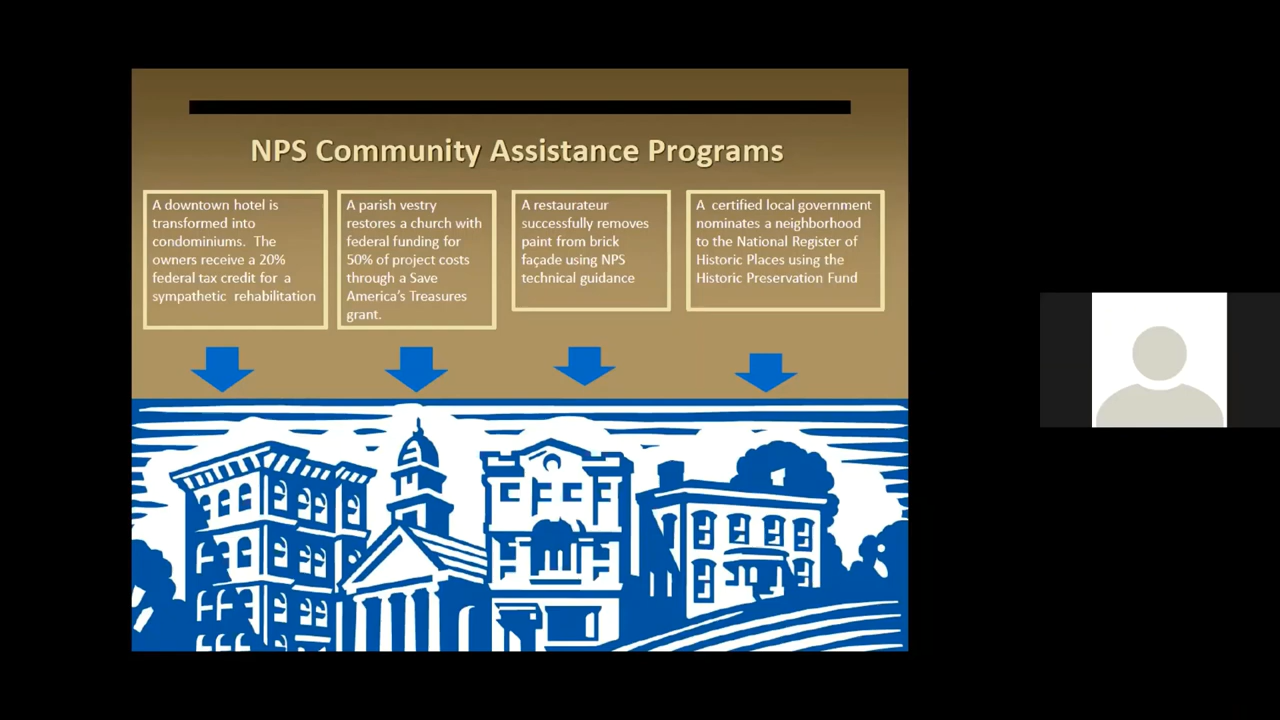 NPS Community Assistance Programs
A downtown hotel is
transformed into
condominiums. The
owners receive a 20%
federal tax credit for a
sympathetic rehabilitation
A parish vestry
restores a church with
federal funding for
50% of project costs
through a Save
America's Treasures
grant.
A restaurateur
successfully removes
paint from brick
façade using NPS
technical guidance
A certified local government
nominates a neighborhood
to the National Register of
Historic Places using the
Historic Preservation Fund